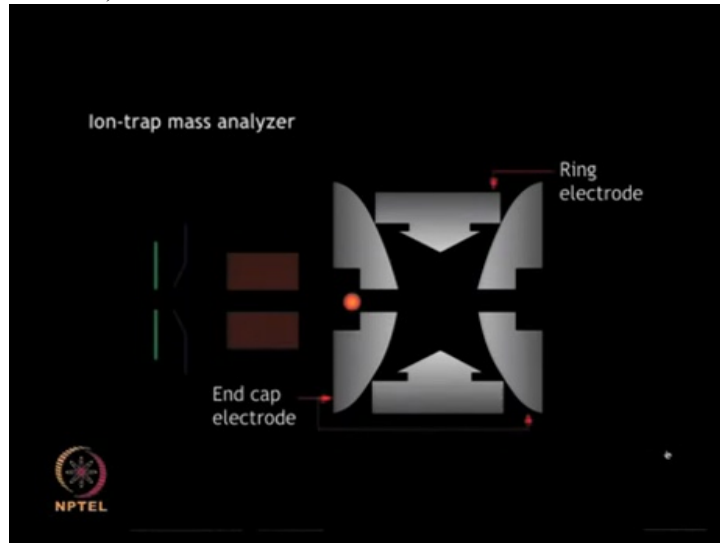 Ion-trap mass analyzer
Ring
electrode
End cap
electrode
NPTEL